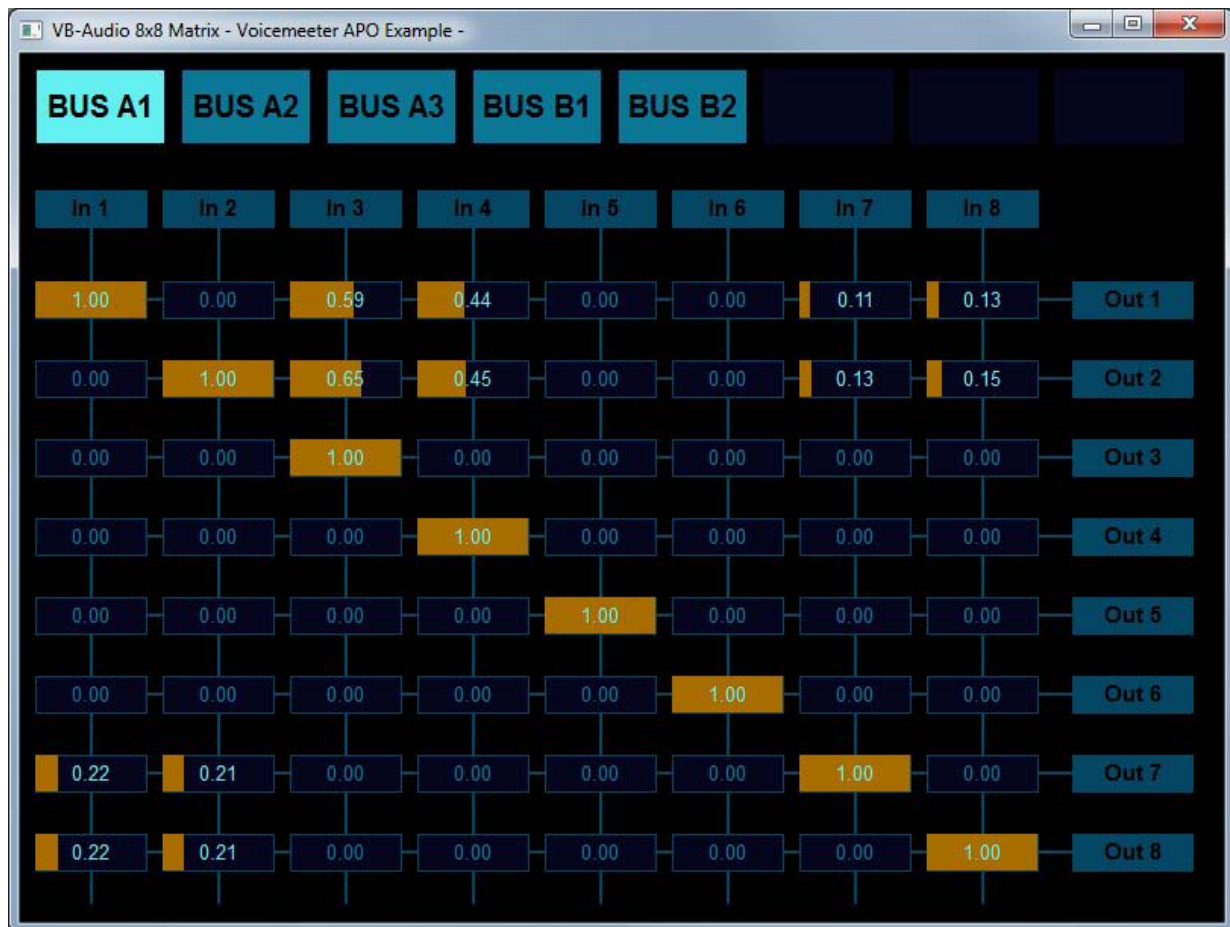 VB-Audio 8x8 Matrix - Voicemeeter APO Example -
BUS A1 BUS A2 BUS A3 BUS B1 BUS B2
In 1 In 2 In 3 In 4 In 5 In 6 In 7 In 8
1.00 0.00 0.59 0.44 0.00 0.00 0.11 0.13 Out 1
0.00 1.00 0.65 0.45 0.00 0.00 0.13 0.15 Out 2
0.00 0.00 1.00 0.00 0.00 0.00 0.00 0.00 Out 3
0.00 0.00 0.00 1.00 0.00 0.00 0.00 0.00 Out 4
0.00 0.00 0.00 0.00 1.00 0.00 0.00 0.00 Out 5
0.00 0.00 0.00 0.00 0.00 1.00 0.00 0.00 Out 6
0.22 0.21 0.00 0.00 0.00 0.00 1.00 0.00 Out 7
0.22 0.21 0.00 0.00 0.00 0.00 0.00 1.00 Out 8